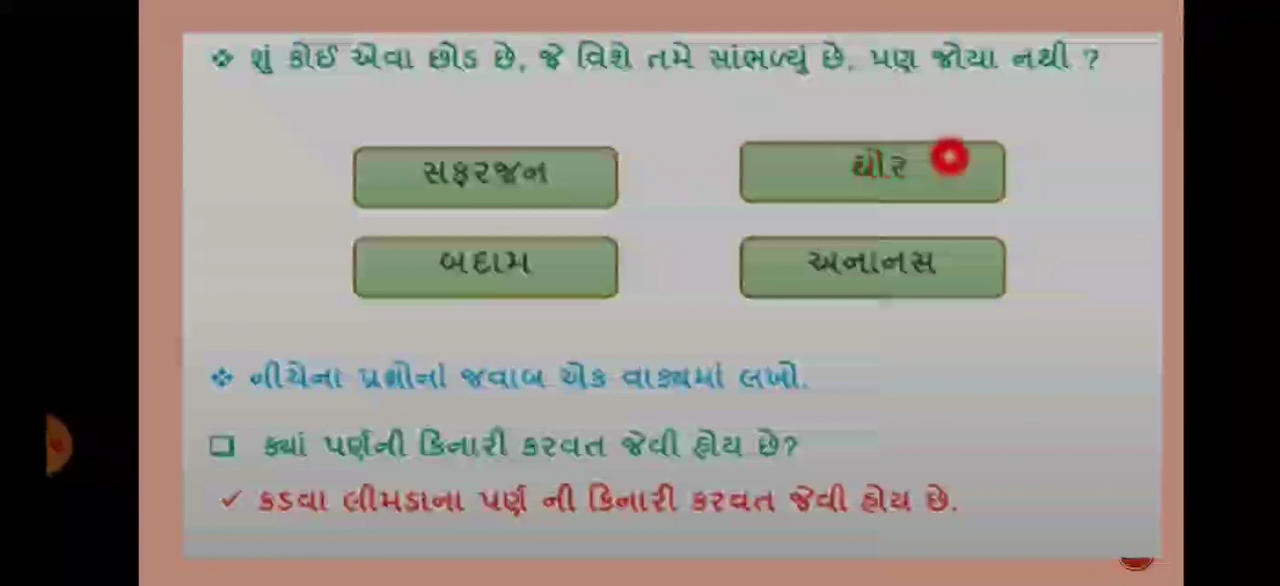 ❖ શું કોઈ એવા છોડ છે, જે વિશે તમે સાંભળ્યું છે, પણ જોયા નથી ?
સફરજન
થોર
બદામ
અનાનસ
❖ નીચેના પ્રશ્નોનાં જવાબ એક વાક્યમાં લખો.
❑ ક્યાં પર્ણની કિનારી કરવત જેવી હોય છે?
✓ કડવા લીમડાના પર્ણ ની કિનારી કરવત જેવી હોય છે.